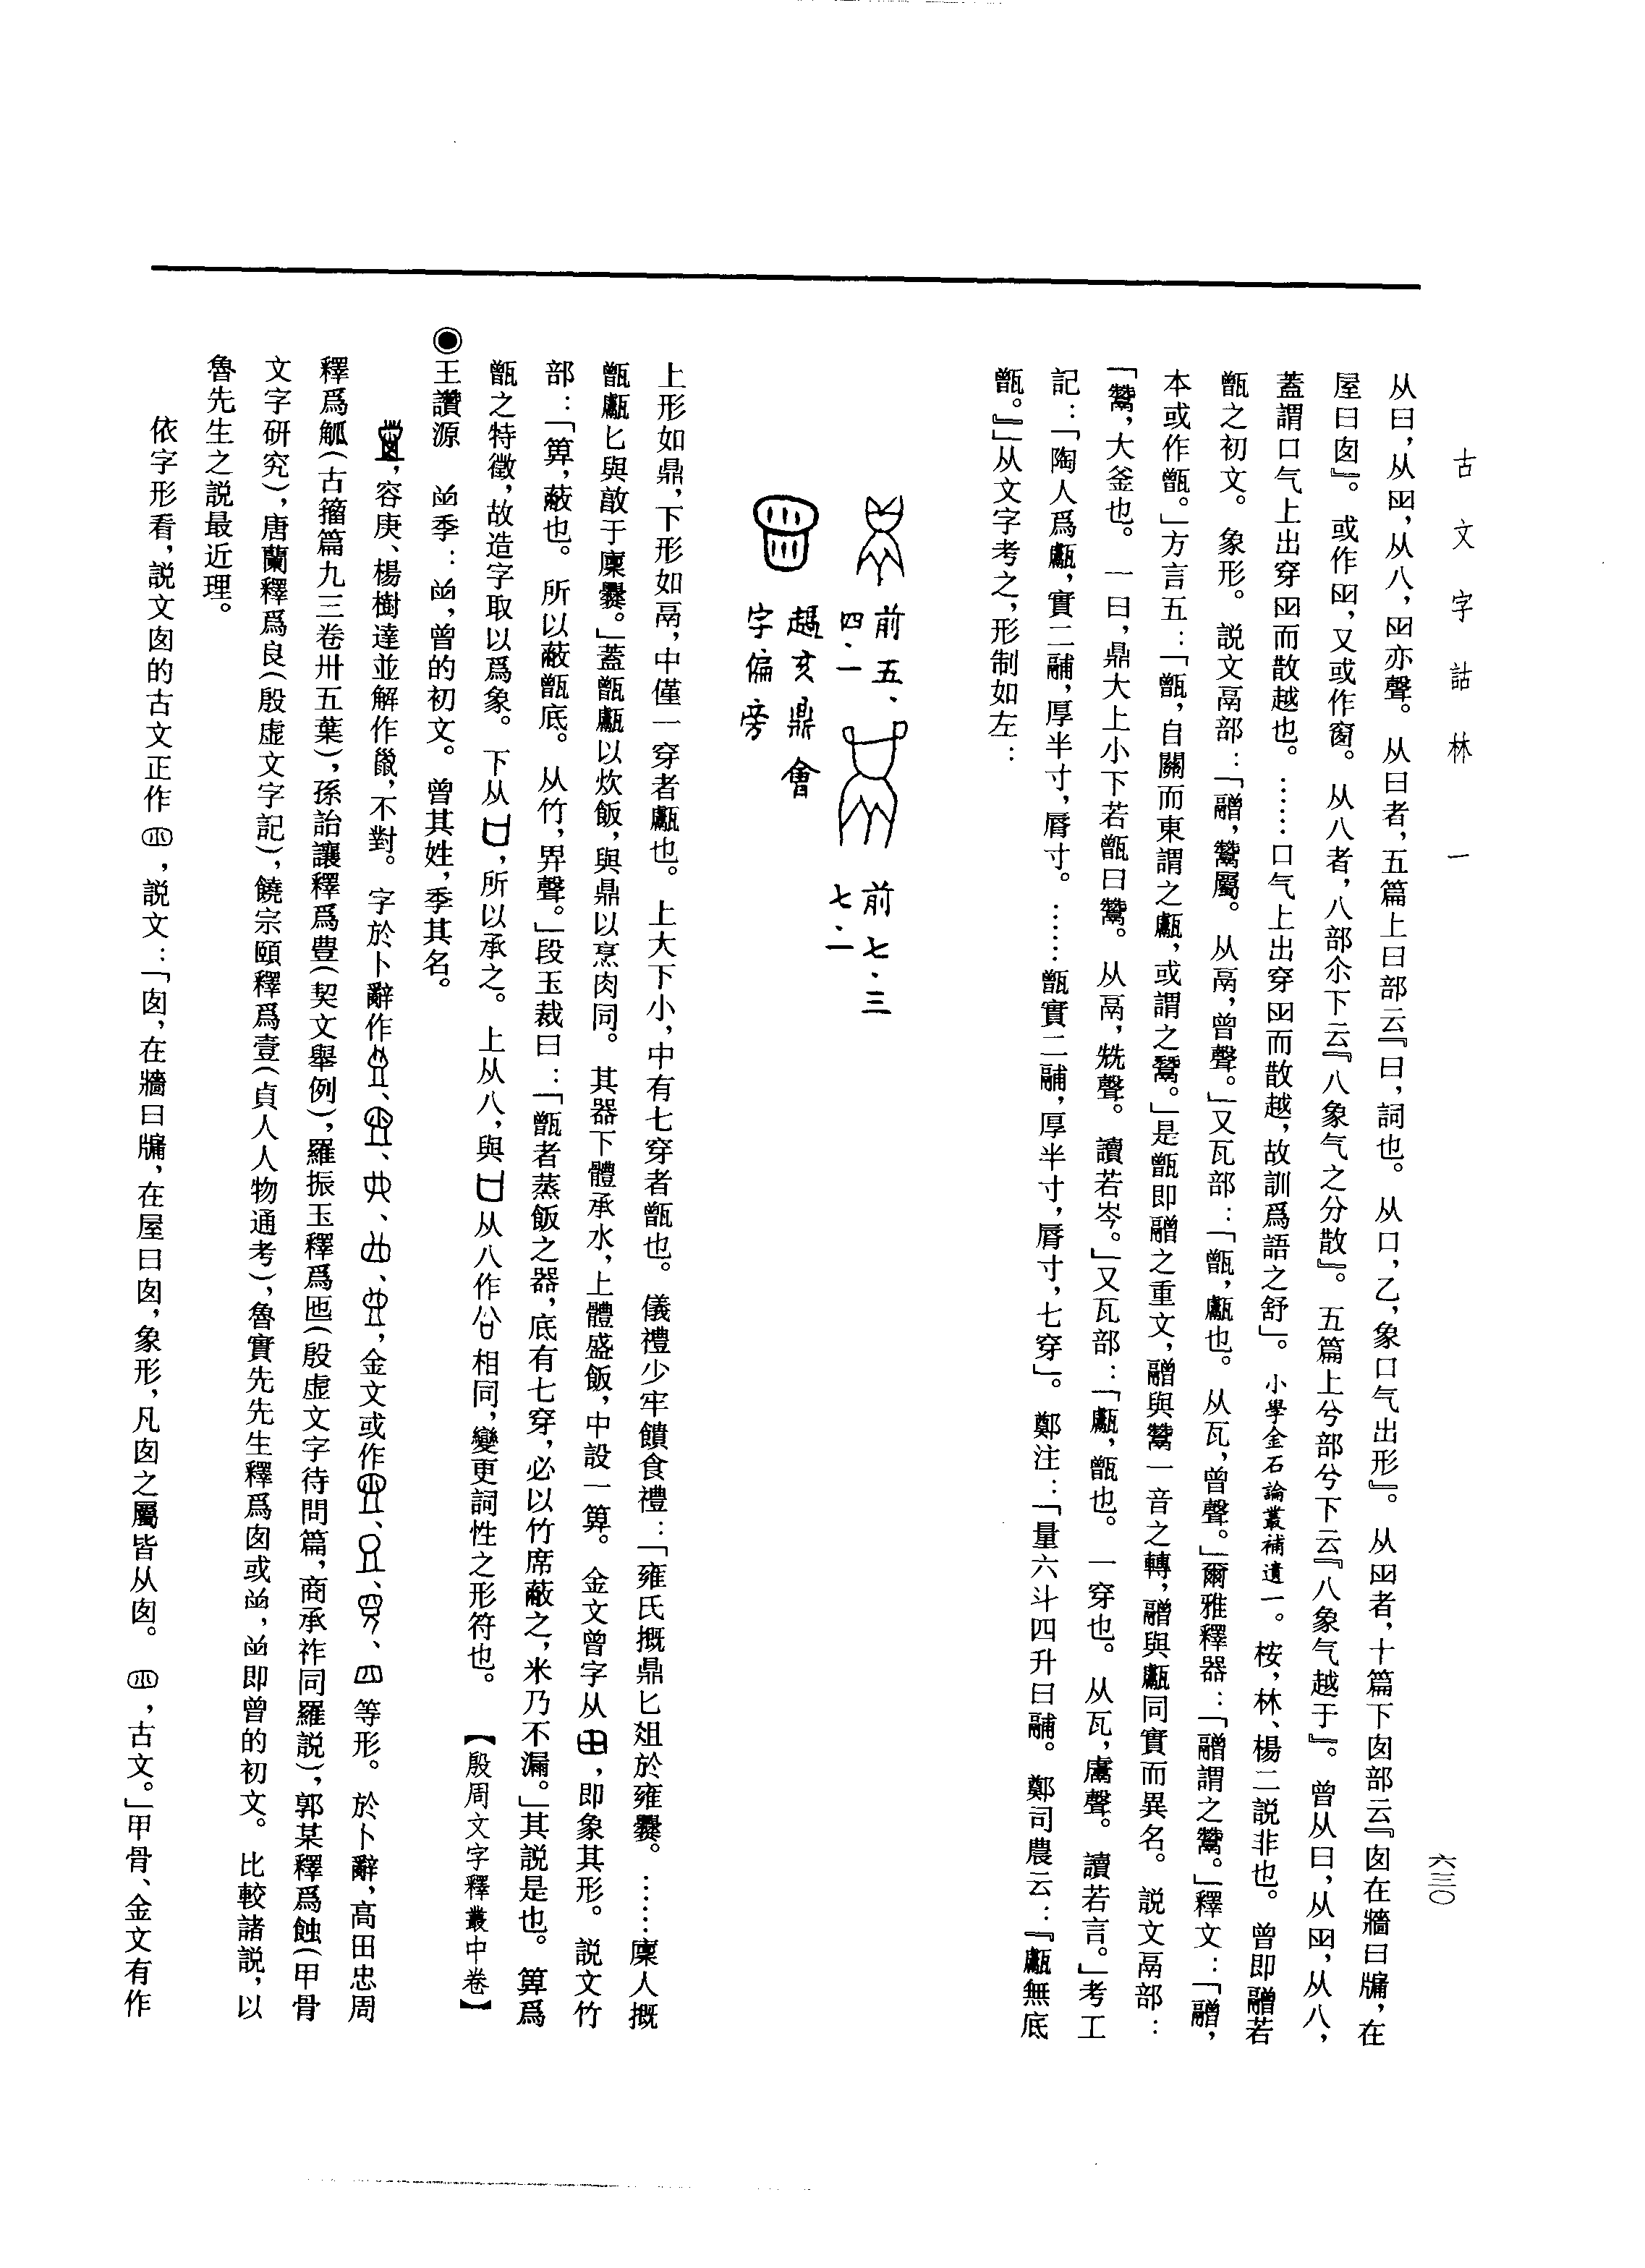 古文字詁林　一
六三〇
从曰，从囪，从八，囪亦聲。从曰者，五篇上曰部云『曰，詞也。从口，乙，象口气出形』。从囪者，十篇下囪部云『囪在牆曰牖，在
屋曰囪』。或作囪，又或作窗。从八者，八部尒下云『八象气之分散』。五篇上兮部兮下云『八象气越于』。曾从曰，从囪，从八，
蓋謂口气上出穿囪而散越也。……口气上出穿囪而散越，故訓爲語之舒」。小學金石論叢補遺一。桉，林、楊二説非也。曾即䰝若
甑之初文。象形。説文鬲部：「䰝，鬵屬。从鬲，曾聲。」又瓦部：「甑，甗也。从瓦，曾聲。」爾雅釋器：「䰝謂之鬵。」釋文：「䰝，
本或作甑。」方言五：「甑，自關而東謂之甗，或謂之鬵。」是甑即䰝之重文，䰝與鬵一音之轉，䰝與甗同實而異名。説文鬲部：
「鬵，大釜也。一曰，鼎大上小下若甑曰鬵。从鬲，兓聲。讀若岑。」又瓦部：「甗，甑也。一穿也。从瓦，鬳聲。讀若言。」考工
記：「陶人爲甗，實二鬴，厚半寸，脣寸。……甑實二鬴，厚半寸，脣寸，七穿」。鄭注：「量六斗四升曰鬴。鄭司農云：『甗無底
甑。』」从文字考之，形制如左：
前五、四・一
前七・三七・二
趞亥鼎會字偏旁
上形如鼎，下形如鬲，中僅一穿者甗也。上大下小，中有七穿者甑也。儀禮少牢饋食禮：「雍氏摡鼎匕俎於雍爨。……廩人摡
甑甗匕與敦于廩爨。」蓋甑甗以炊飯，與鼎以烹肉同。其器下體承水，上體盛飯，中設一箅。金文曾字从，即象其形。説文竹
部：「箅，蔽也。所以蔽甑底。从竹，畀聲。」段玉裁曰：「甑者蒸飯之器，底有七穿，必以竹席蔽之，米乃不漏。」其説是也。箅爲
甑之特徵，故造字取以爲象。下从，所以承之。上从八，與从八作相同，變更詞性之形符也。【殷周文字釋叢中卷】
◉王讚源　季：，曾的初文。曾其姓，季其名。
，容庚、楊樹達並解作鬯，不對。字於卜辭作、、、、，金文或作、、、等形。於卜辭，高田忠周
釋爲觚（古籀篇九三卷卅五葉），孫詒讓釋爲豊（契文舉例），羅振玉釋爲（殷虚文字待問篇，商承祚同羅説），郭某釋爲蝕（甲骨
文字研究），唐蘭釋爲良（殷虚文字記），饒宗頤釋爲壹（貞人人物通考），魯實先先生釋爲囪或，即曾的初文。比較諸説，以
魯先生之説最近理。
依字形看，説文囪的古文正作，説文：「囪，在牆曰牖，在屋曰囪，象形，凡囪之屬皆从囪。，古文。」甲骨、金文有作